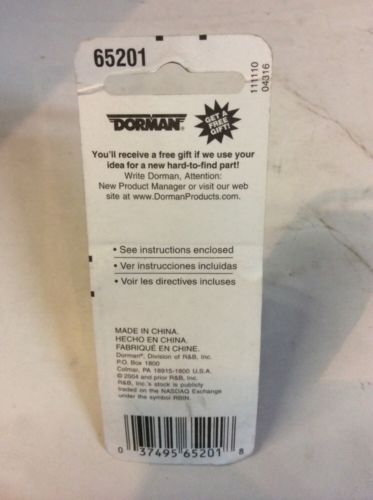 65201
111110
04316
DORMAN®
GET A
FREE
GIFT!
You'll receive a free gift if we use your
idea for a new hard-to-find part!
Write Dorman, Attention:
New Product Manager or visit our web
site at www.DormanProducts.com.
• See instructions enclosed
• Ver instrucciones incluidas
• Voir les directives incluses
MADE IN CHINA.
HECHO EN CHINA.
FABRIQUÉ EN CHINE.
Dorman®, Division of R&B, Inc.
P.O. Box 1800
Colmar, PA 18915-1800 U.S.A.
© 2004 and prior R&B, Inc.
R&B, Inc.'s stock is publicly
traded on the NASDAQ Exchange
under the symbol RBIN.
0 37495 65201 8